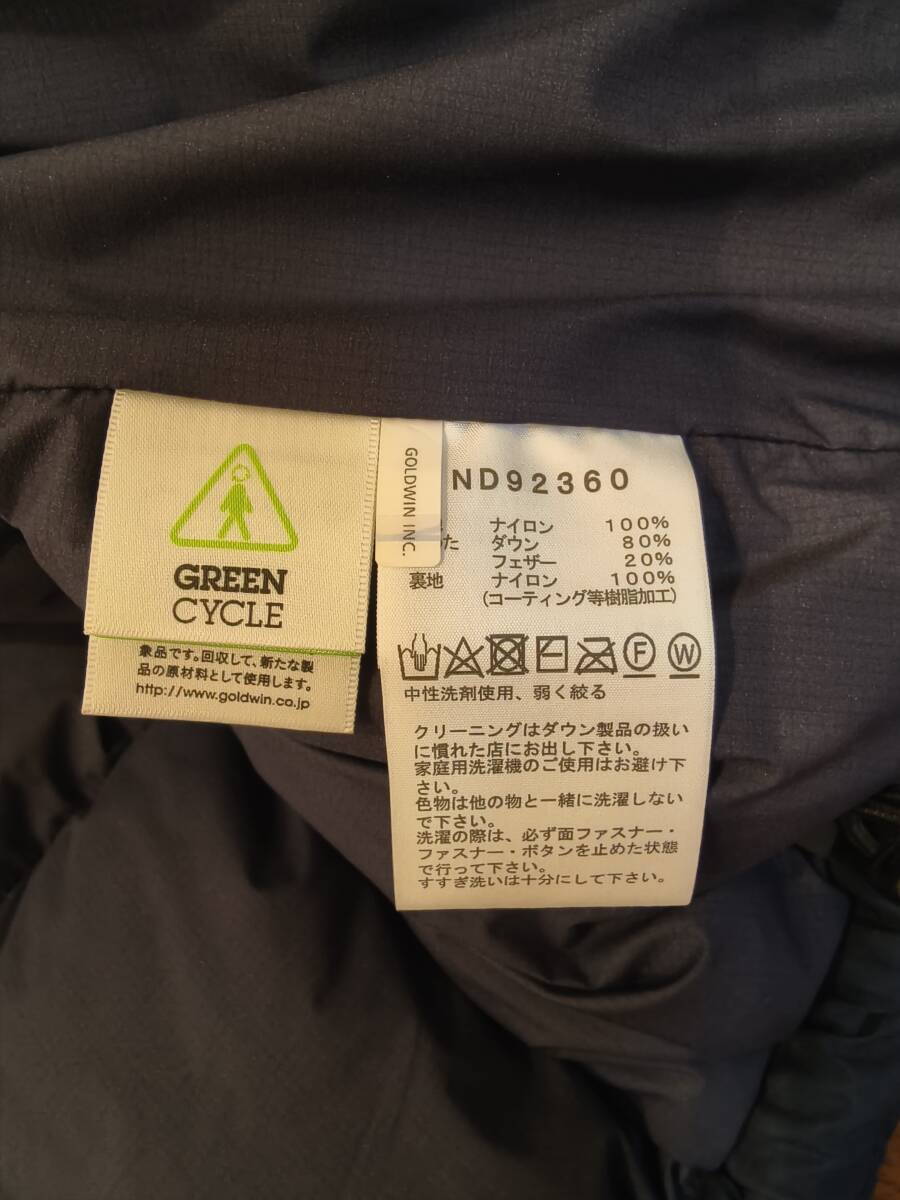 GREEN
CYCLE
象品です。回収して、新たな製
品の原材料として使用します。
http://www.goldwin.co.jp
GOLDWIN INC.
ND92360
ナイロン 100%
た ダウン 80%
フェザー 20%
裏地 ナイロン 100%
(コーティング等樹脂加工)
F W
中性洗剤使用、弱く絞る
クリーニングはダウン製品の扱い
に慣れた店にお出し下さい。
家庭用洗濯機のご使用はお避け下
さい。
色物は他の物と一緒に洗濯しない
で下さい。
洗濯の際は、必ず面ファスナー・
ファスナー・ボタンを止めた状態
で行って下さい。
すすぎ洗いは十分にして下さい。